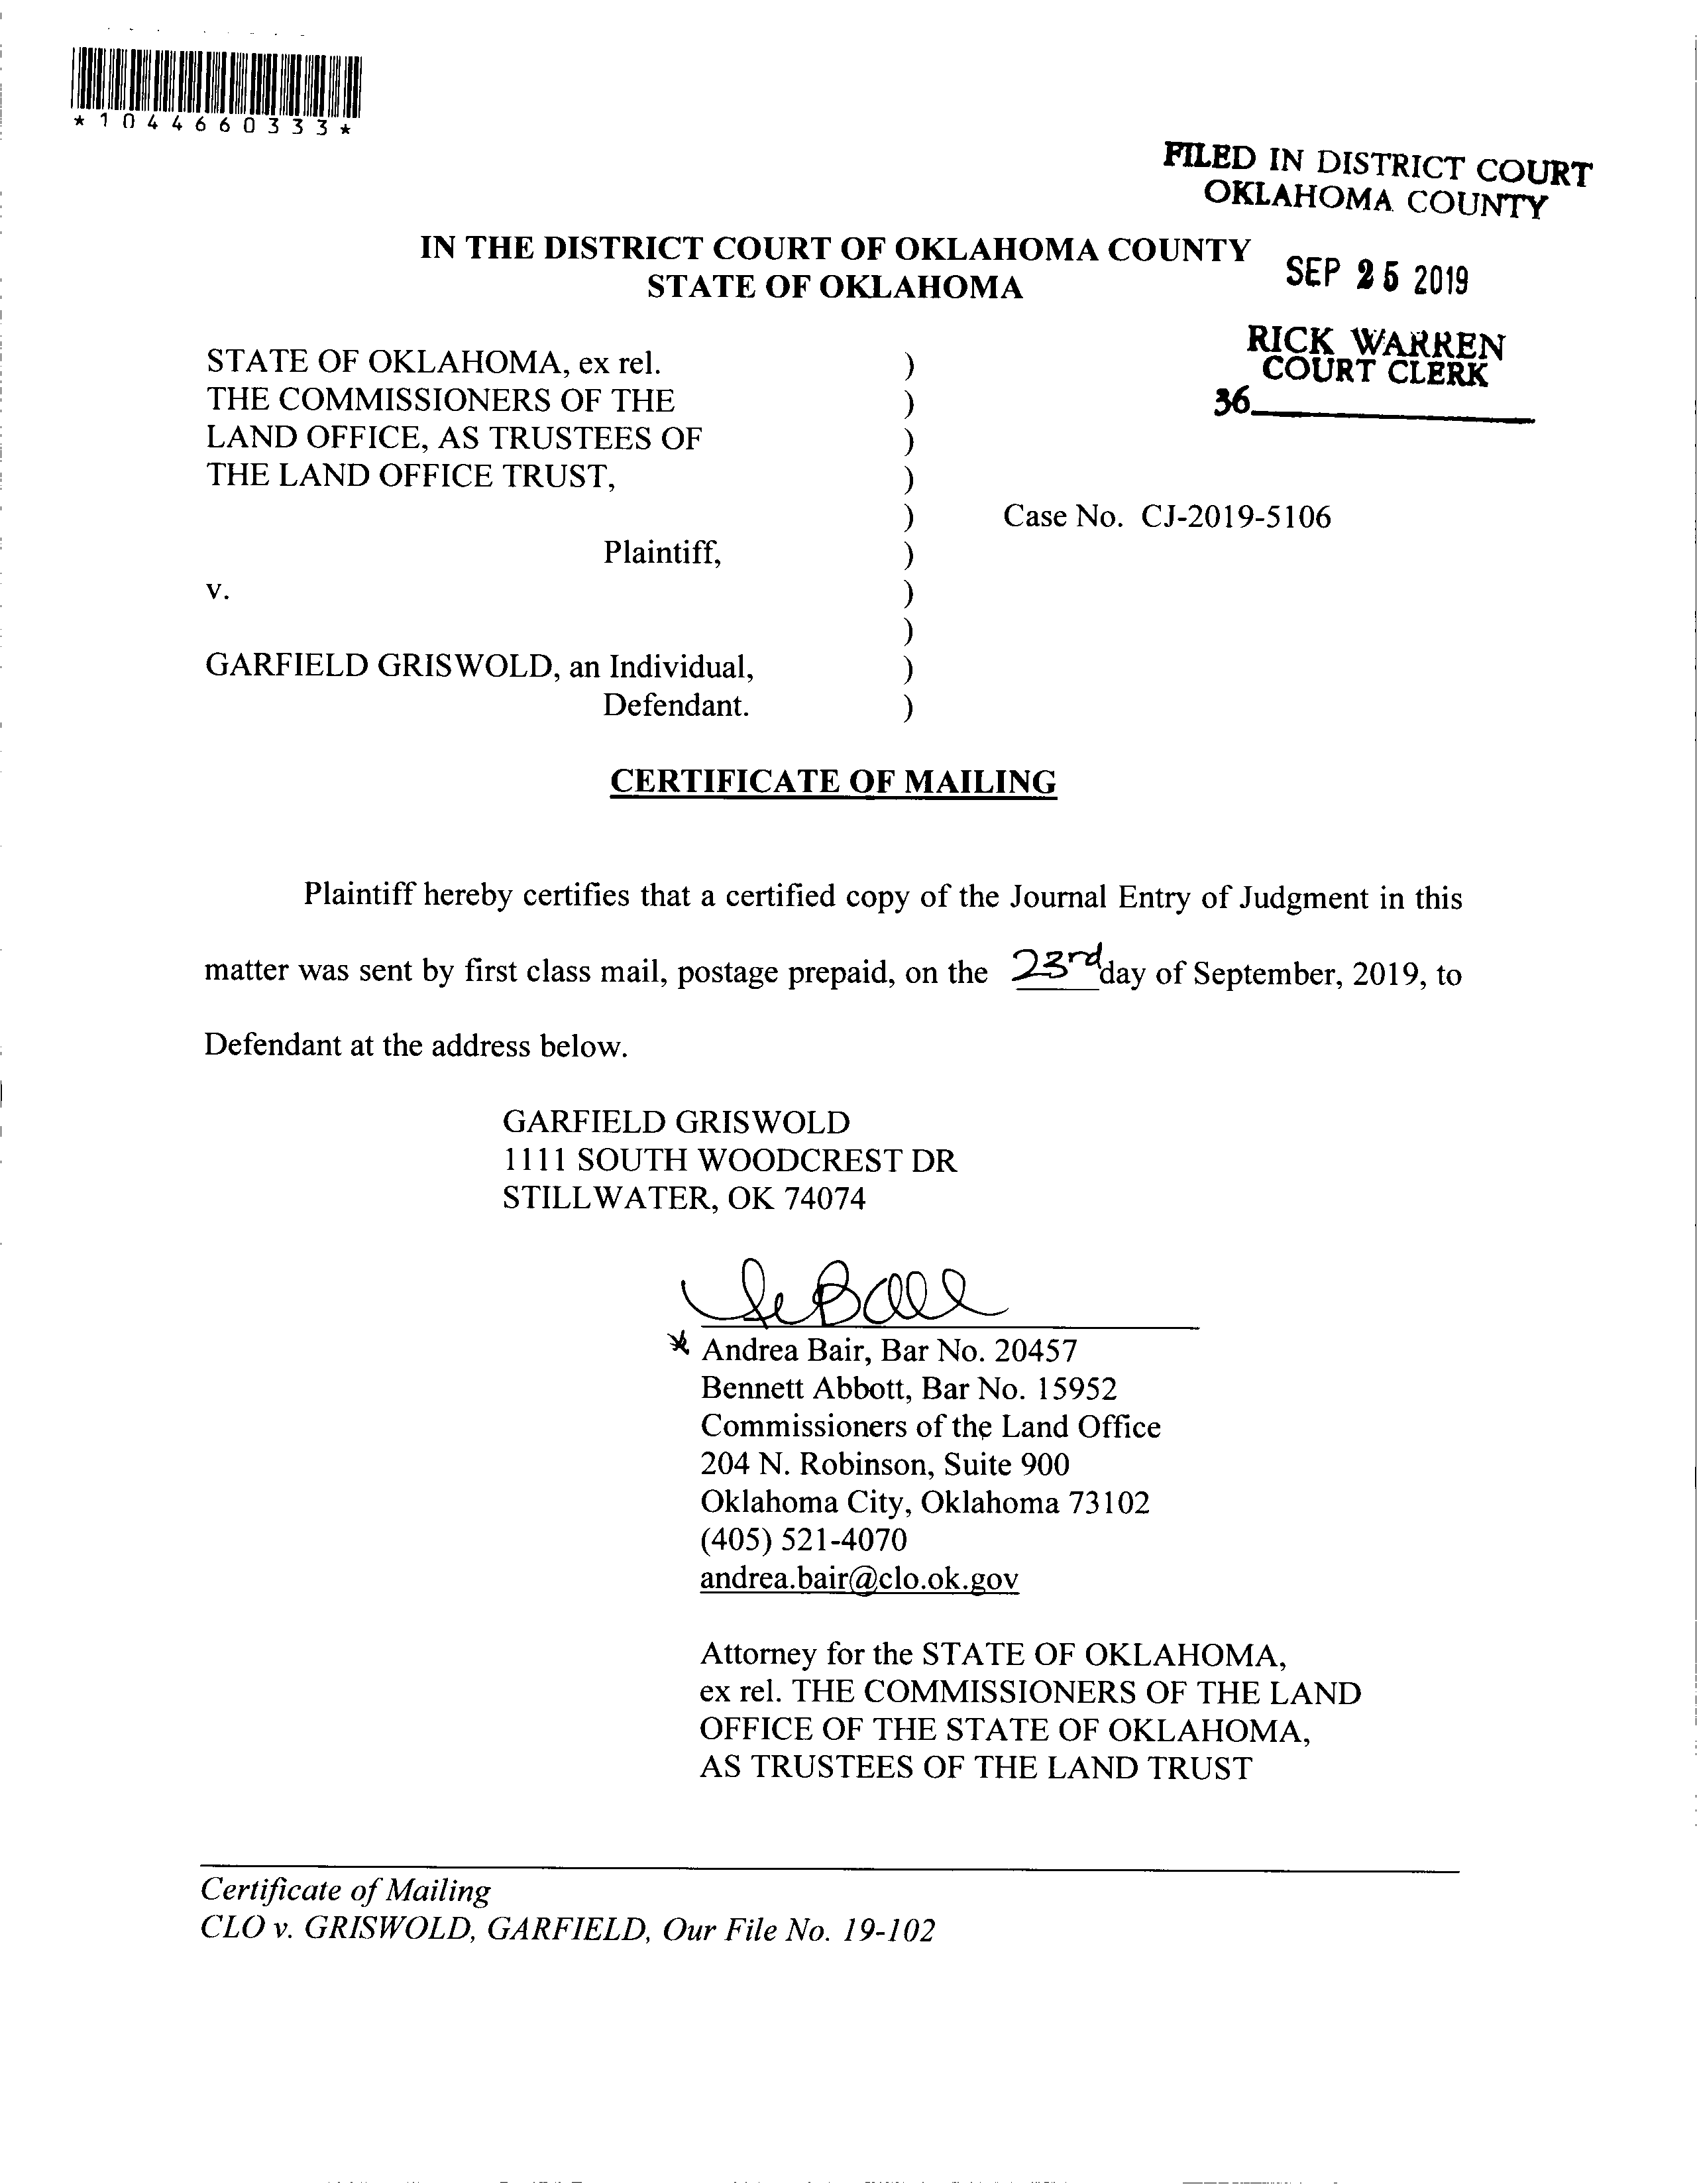 *1044660333*
FILED IN DISTRICT COURT
OKLAHOMA COUNTY
IN THE DISTRICT COURT OF OKLAHOMA COUNTY
STATE OF OKLAHOMA
SEP 25 2019
RICK WARREN
COURT CLERK
36
STATE OF OKLAHOMA, ex rel. )
THE COMMISSIONERS OF THE )
LAND OFFICE, AS TRUSTEES OF )
THE LAND OFFICE TRUST, )
) Case No. CJ-2019-5106
Plaintiff, )
v. )
)
GARFIELD GRISWOLD, an Individual, )
Defendant. )
CERTIFICATE OF MAILING
Plaintiff hereby certifies that a certified copy of the Journal Entry of Judgment in this
matter was sent by first class mail, postage prepaid, on the 23rd day of September, 2019, to
Defendant at the address below.
GARFIELD GRISWOLD
1111 SOUTH WOODCREST DR
STILLWATER, OK 74074
* Andrea Bair, Bar No. 20457
Bennett Abbott, Bar No. 15952
Commissioners of the Land Office
204 N. Robinson, Suite 900
Oklahoma City, Oklahoma 73102
(405) 521-4070
andrea.bair@clo.ok.gov
Attorney for the STATE OF OKLAHOMA,
ex rel. THE COMMISSIONERS OF THE LAND
OFFICE OF THE STATE OF OKLAHOMA,
AS TRUSTEES OF THE LAND TRUST
Certificate of Mailing
CLO v. GRISWOLD, GARFIELD, Our File No. 19-102